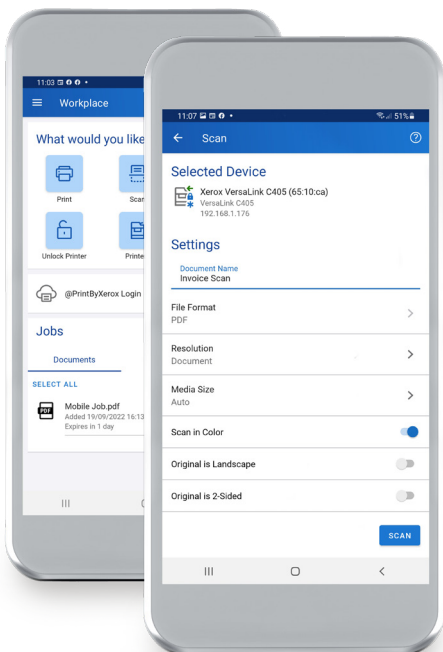 11:03
Workplace
What would you like
Print
Scan
Unlock Printer
Printe
@PrintByXerox Login
Jobs
Documents
SELECT ALL
PDF
Mobile Job.pdf
Added 19/09/2022 16:13
Expires in 1 day
11:07
51%
Scan
?
Selected Device
Xerox VersaLink C405 (65:10:ca)
VersaLink C405
192.168.1.176
Settings
Document Name
Invoice Scan
File Format
PDF
Resolution
Document
Media Size
Auto
Scan in Color
Original is Landscape
Original is 2-Sided
SCAN